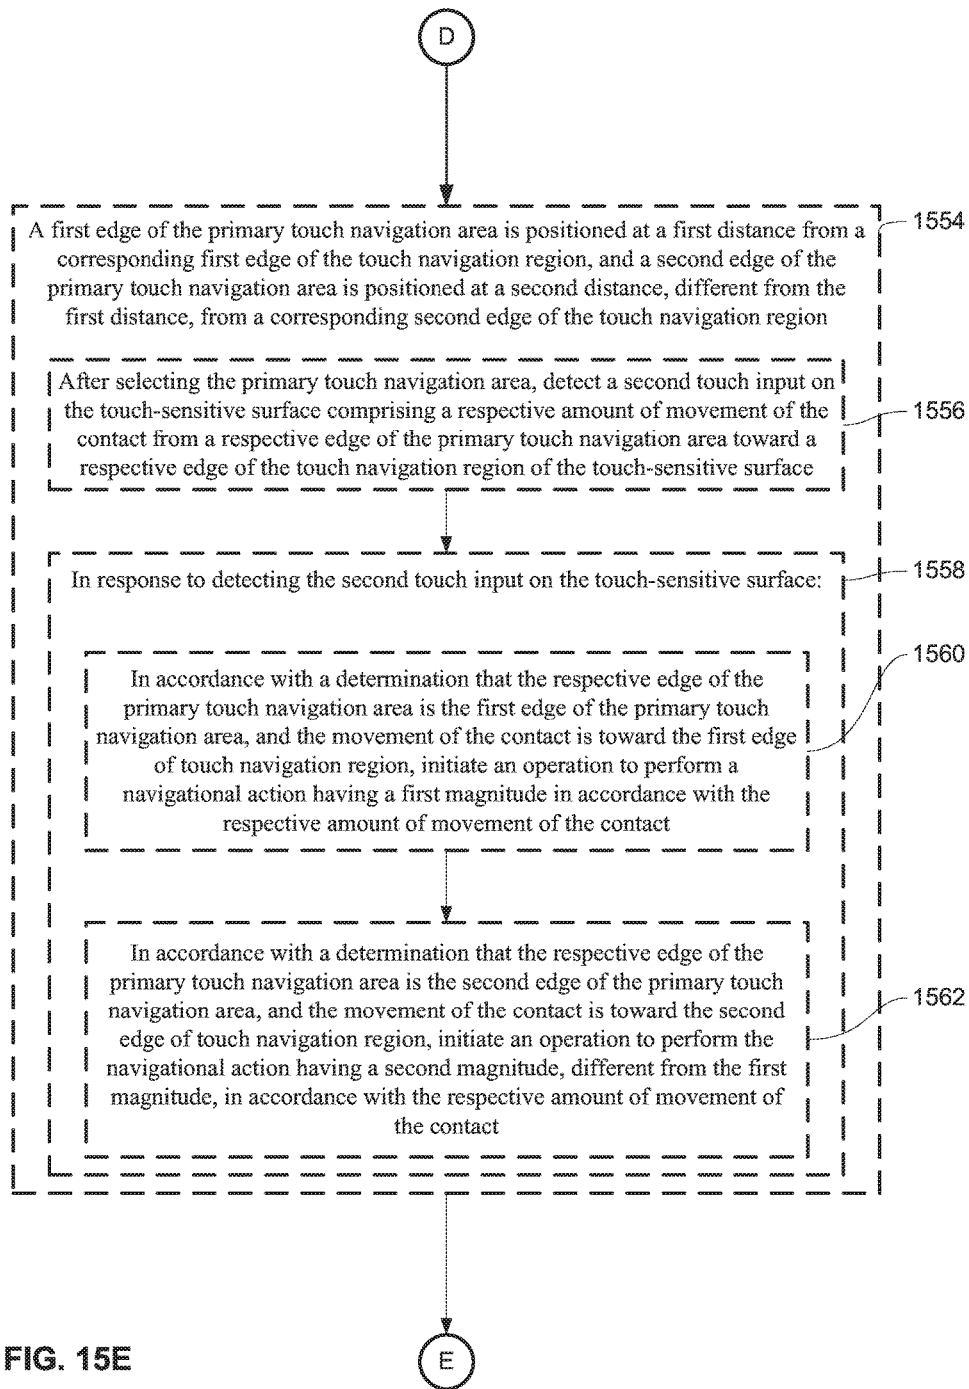 D
A first edge of the primary touch navigation area is positioned at a first distance from a
corresponding first edge of the touch navigation region, and a second edge of the
primary touch navigation area is positioned at a second distance, different from the
first distance, from a corresponding second edge of the touch navigation region
1554
After selecting the primary touch navigation area, detect a second touch input on
the touch-sensitive surface comprising a respective amount of movement of the
contact from a respective edge of the primary touch navigation area toward a
respective edge of the touch navigation region of the touch-sensitive surface
1556
In response to detecting the second touch input on the touch-sensitive surface:
1558
In accordance with a determination that the respective edge of the
primary touch navigation area is the first edge of the primary touch
navigation area, and the movement of the contact is toward the first edge
of touch navigation region, initiate an operation to perform a
navigational action having a first magnitude in accordance with the
respective amount of movement of the contact
1560
In accordance with a determination that the respective edge of the
primary touch navigation area is the second edge of the primary touch
navigation area, and the movement of the contact is toward the second
edge of touch navigation region, initiate an operation to perform the
navigational action having a second magnitude, different from the first
magnitude, in accordance with the respective amount of movement of
the contact
1562
E
FIG. 15E